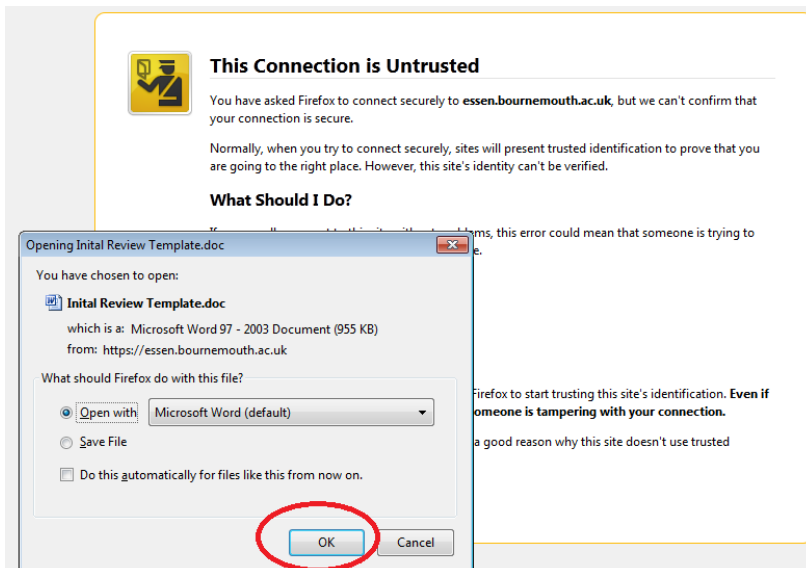 This Connection is Untrusted
You have asked Firefox to connect securely to essen.bournemouth.ac.uk, but we can't confirm that
your connection is secure.
Normally, when you try to connect securely, sites will present trusted identification to prove that you
are going to the right place. However, this site's identity can't be verified.
What Should I Do?
this error could mean that someone is trying to
e.
Opening Inital Review Template.doc
You have chosen to open:
Inital Review Template.doc
which is a: Microsoft Word 97 - 2003 Document (955 KB)
from: https://essen.bournemouth.ac.uk
What should Firefox do with this file?
Open with Microsoft Word (default)
Save File
Do this automatically for files like this from now on.
OK Cancel
Firefox to start trusting this site's identification. Even if
omeone is tampering with your connection.
a good reason why this site doesn't use trusted